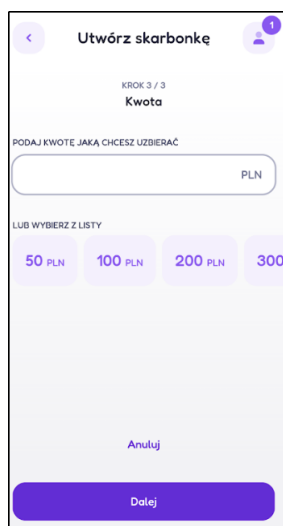 Utwórz skarbonkę
1
KROK 3 / 3
Kwota
PODAJ KWOTĘ JAKĄ CHCESZ UZBIERAĆ
PLN
LUB WYBIERZ Z LISTY
50 PLN 100 PLN 200 PLN 300
Anuluj
Dalej